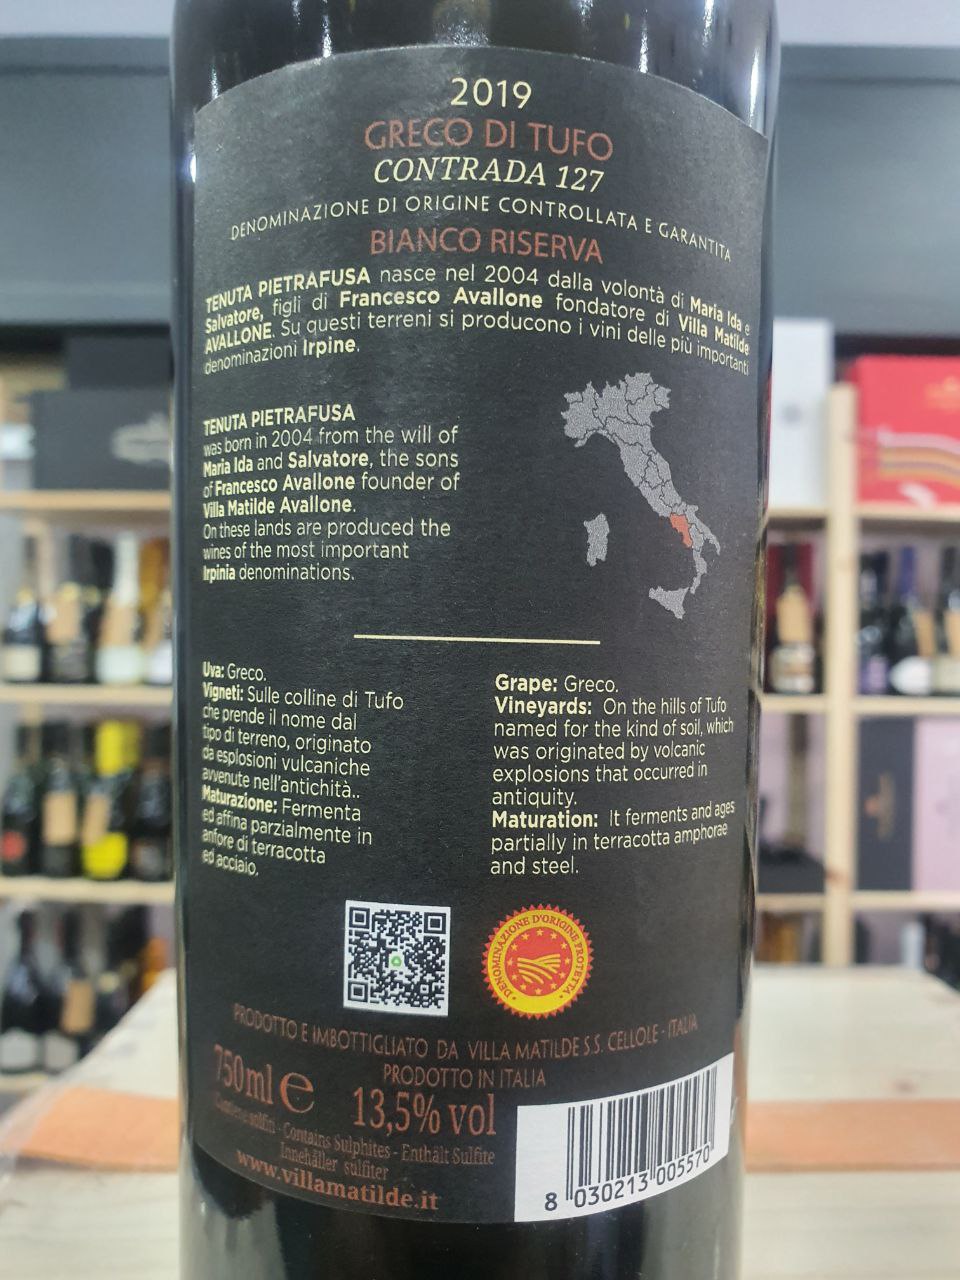 2019
GRECO DI TUFO
CONTRADA 127
DENOMINAZIONE DI ORIGINE CONTROLLATA E GARANTITA
BIANCO RISERVA
TENUTA PIETRAFUSA nasce nel 2004 dalla volontà di Maria Ida e
Salvatore, figli di Francesco Avallone fondatore di Villa Matilde
AVALLONE. Su questi terreni si producono i vini delle più importanti
denominazioni Irpine.
TENUTA PIETRAFUSA
was born in 2004 from the will of
Maria Ida and Salvatore, the sons
of Francesco Avallone founder of
Villa Matilde Avallone.
On these lands are produced the
wines of the most important
Irpinia denominations.
Uva: Greco.
Vigneti: Sulle colline di Tufo
che prende il nome dal
tipo di terreno, originato
da esplosioni vulcaniche
avvenute nell'antichità..
Maturazione: Fermenta
ed affina parzialmente in
anfore di terracotta
ed acciaio.
Grape: Greco.
Vineyards: On the hills of Tufo
named for the kind of soil, which
was originated by volcanic
explosions that occurred in
antiquity.
Maturation: It ferments and ages
partially in terracotta amphorae
and steel.
DENOMINAZIONE D'ORIGINE PROTETTA
PRODOTTO E IMBOTTIGLIATO DA VILLA MATILDE S.S. CELLOLE - ITALIA
PRODOTTO IN ITALIA
750ml e 13,5% vol
Contiene solfiti - Contains Sulphites - Enthält Sulfite
Innehåller sulfiter
www.villamatilde.it
8 030213 005570